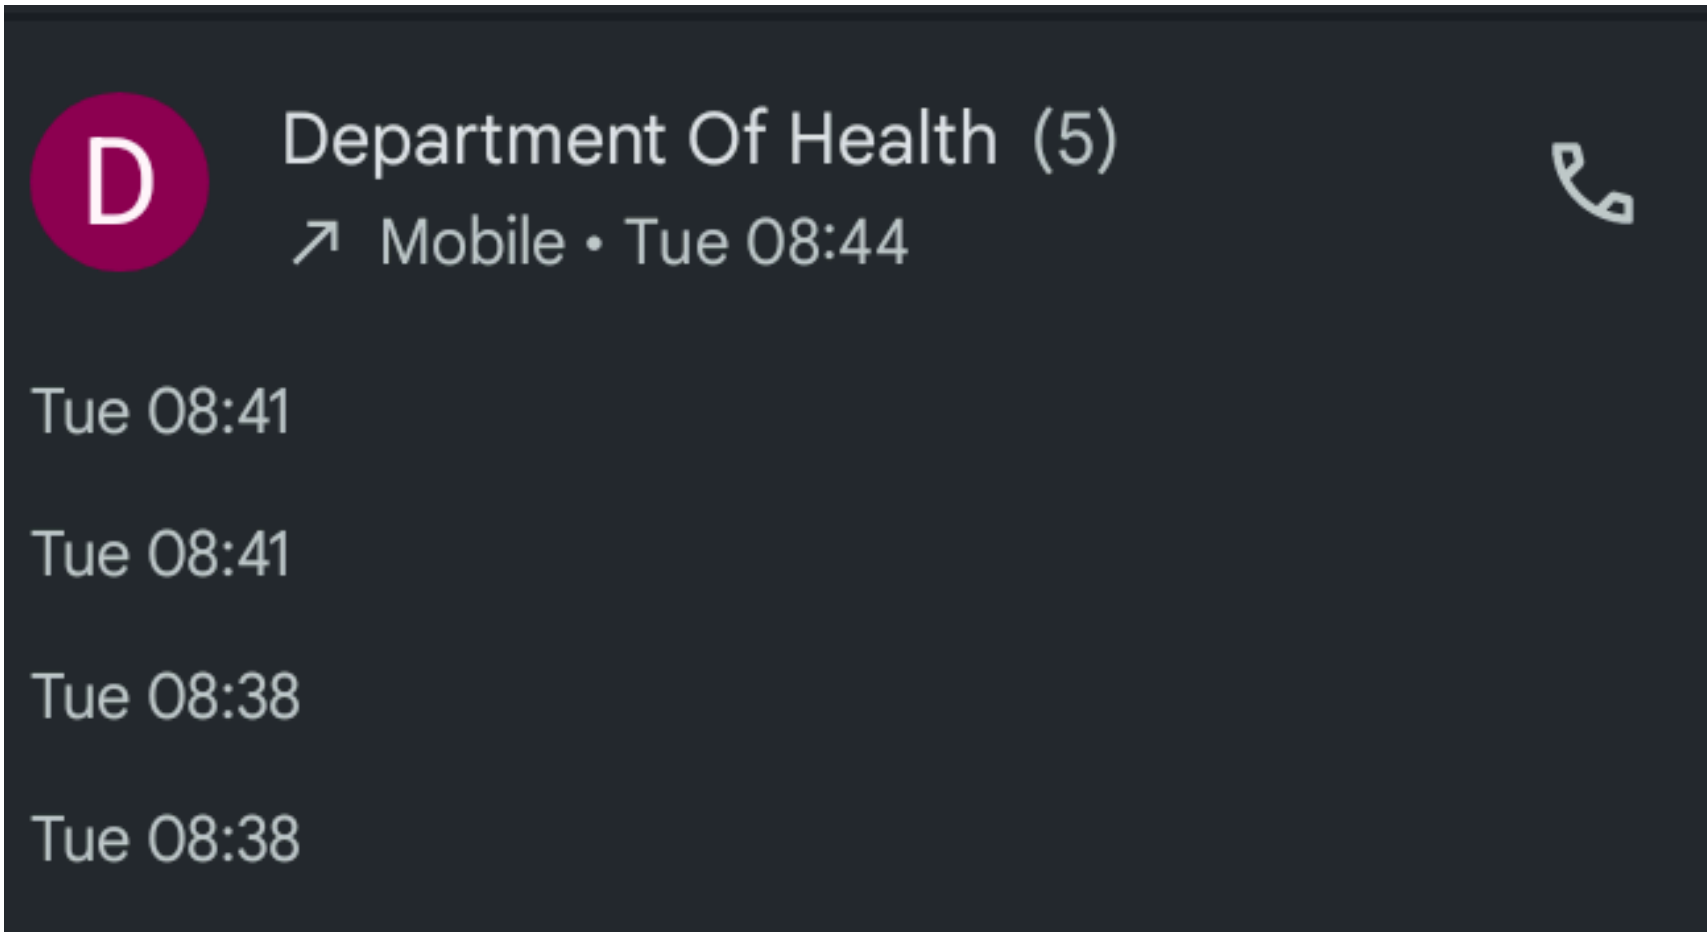 D
Department Of Health (5)
↗ Mobile • Tue 08:44
Tue 08:41
Tue 08:41
Tue 08:38
Tue 08:38